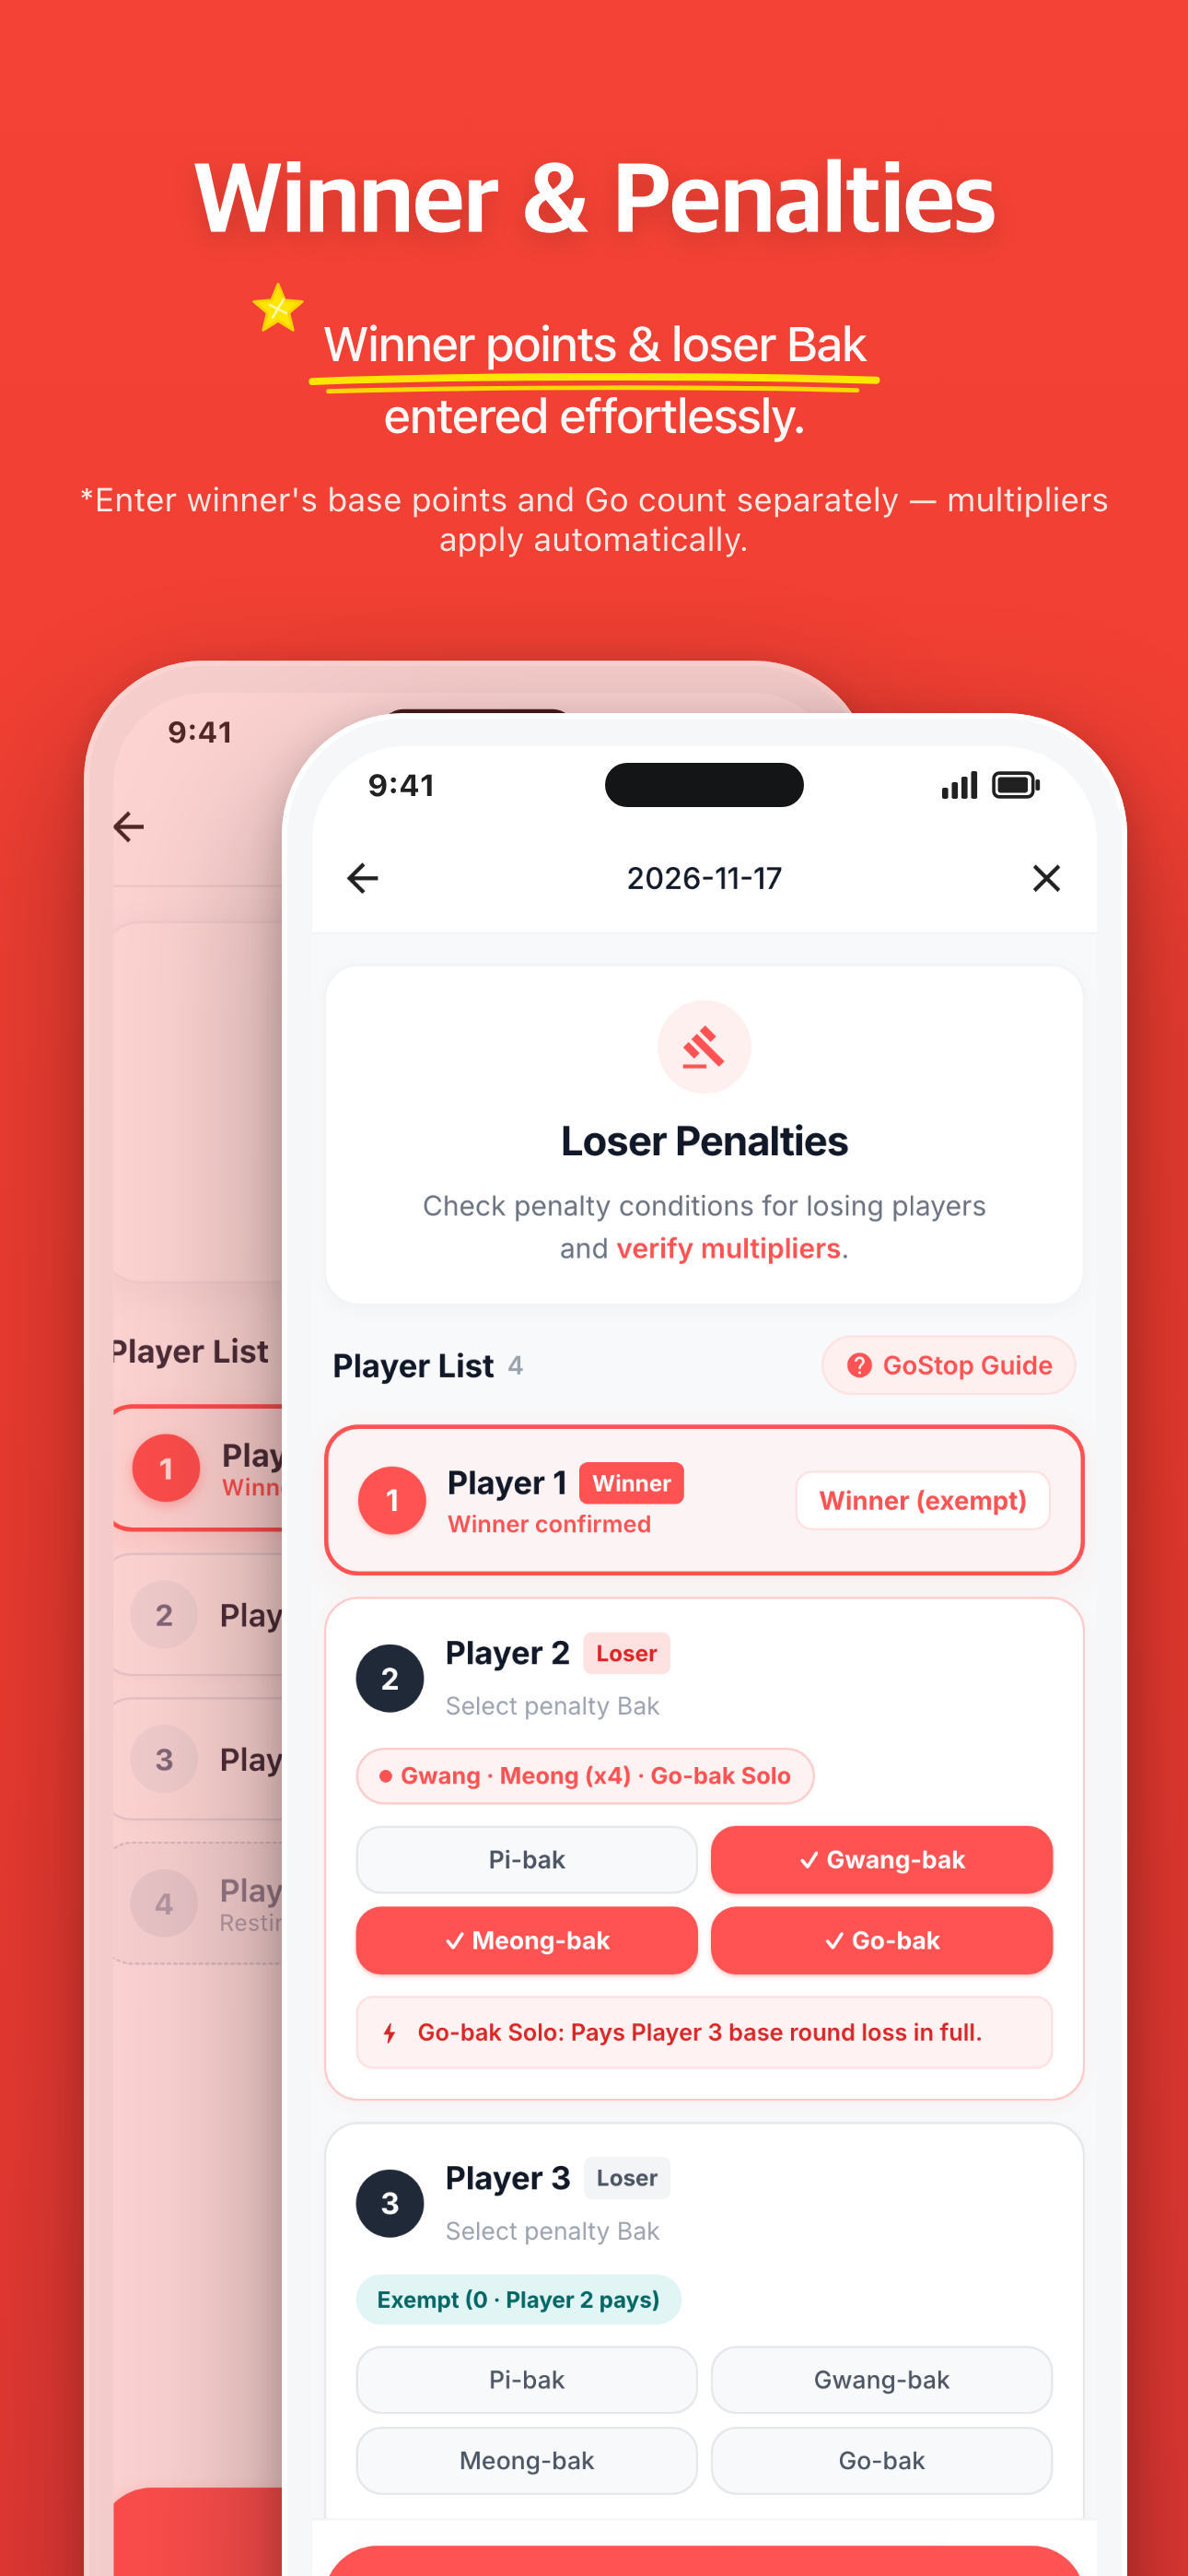 Winner & Penalties
Winner points & loser Bak
entered effortlessly.
*Enter winner's base points and Go count separately — multipliers
apply automatically.
9:41
Player List
1
2
3
4
9:41
2026-11-17
Loser Penalties
Check penalty conditions for losing players
and verify multipliers.
Player List 4
GoStop Guide
1
Player 1 Winner
Winner confirmed
Winner (exempt)
2
Player 2 Loser
Select penalty Bak
Gwang · Meong (x4) · Go-bak Solo
Pi-bak
✓ Gwang-bak
✓ Meong-bak
✓ Go-bak
Go-bak Solo: Pays Player 3 base round loss in full.
3
Player 3 Loser
Select penalty Bak
Exempt (0 · Player 2 pays)
Pi-bak
Gwang-bak
Meong-bak
Go-bak